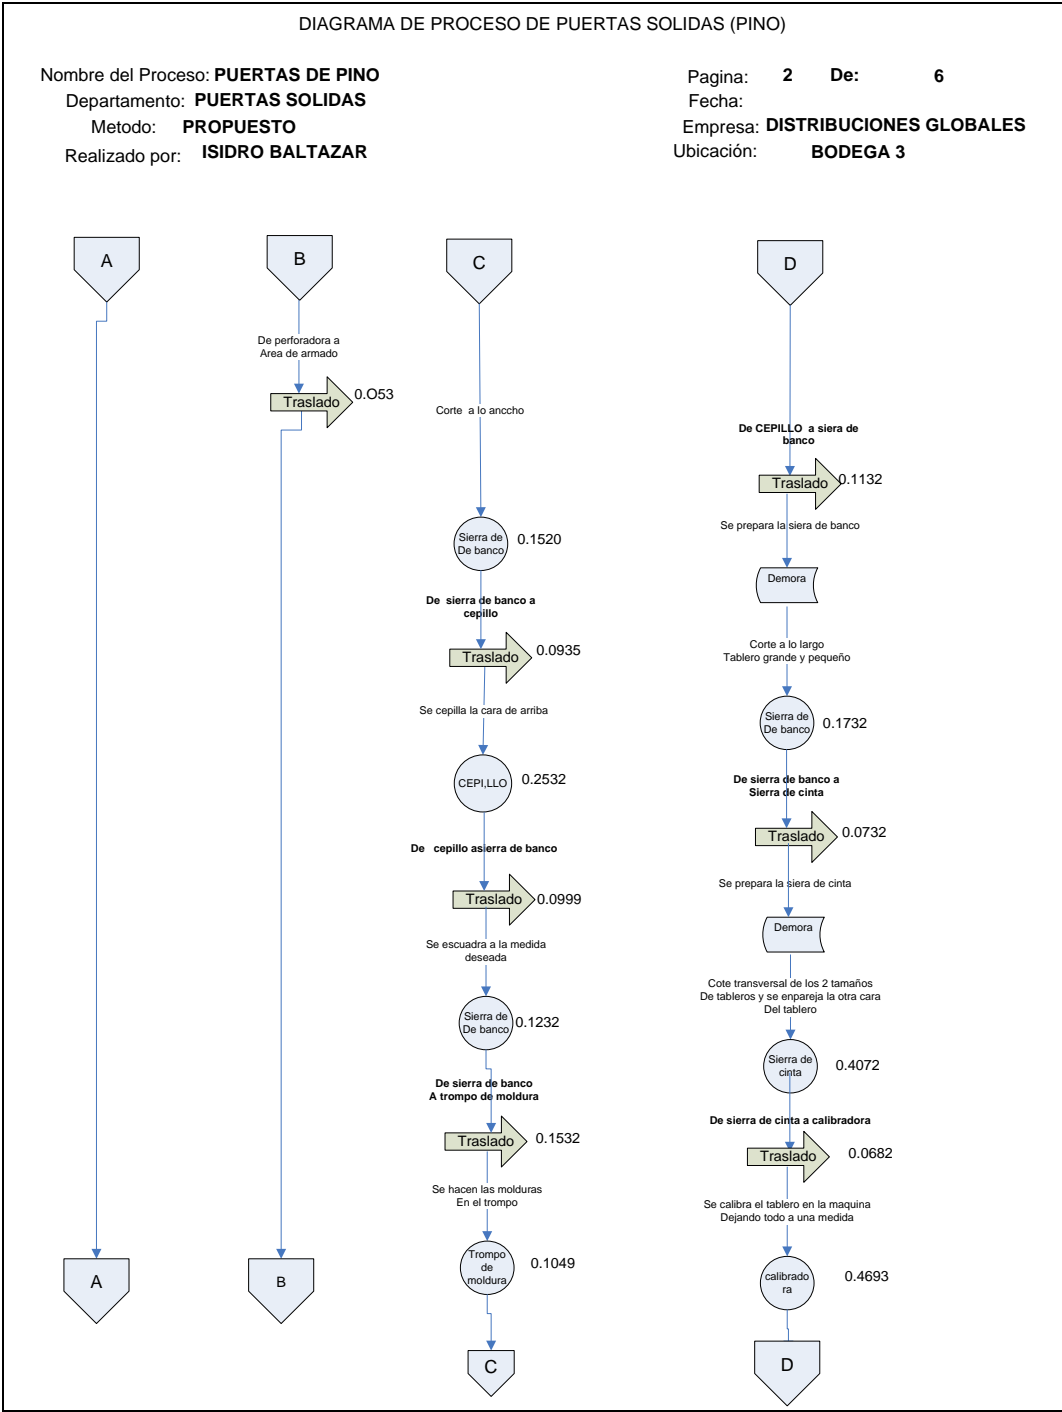 DIAGRAMA DE PROCESO DE PUERTAS SOLIDAS (PINO)
Nombre del Proceso: PUERTAS DE PINO
Departamento: PUERTAS SOLIDAS
Metodo: PROPUESTO
Realizado por: ISIDRO BALTAZAR
Pagina: 2 De: 6
Fecha:
Empresa: DISTRIBUCIONES GLOBALES
Ubicación: BODEGA 3
A
A
B
De perforadora a
Area de armado
Traslado
0.O53
B
C
Corte a lo anccho
Sierra de
De banco
0.1520
De sierra de banco a
cepillo
Traslado
0.0935
Se cepilla la cara de arriba
CEPI,LLO
0.2532
De cepillo asierra de banco
Traslado
0.0999
Se escuadra a la medida
deseada
Sierra de
De banco
0.1232
De sierra de banco
A trompo de moldura
Traslado
0.1532
Se hacen las molduras
En el trompo
Trompo
de
moldura
0.1049
C
D
De CEPILLO a siera de
banco
Traslado
0.1132
Se prepara la siera de banco
Demora
Corte a lo largo
Tablero grande y pequeño
Sierra de
De banco
0.1732
De sierra de banco a
Sierra de cinta
Traslado
0.0732
Se prepara la siera de cinta
Demora
Cote transversal de los 2 tamaños
De tableros y se enpareja la otra cara
Del tablero
Sierra de
cinta
0.4072
De sierra de cinta a calibradora
Traslado
0.0682
Se calibra el tablero en la maquina
Dejando todo a una medida
calibrado
ra
0.4693
D